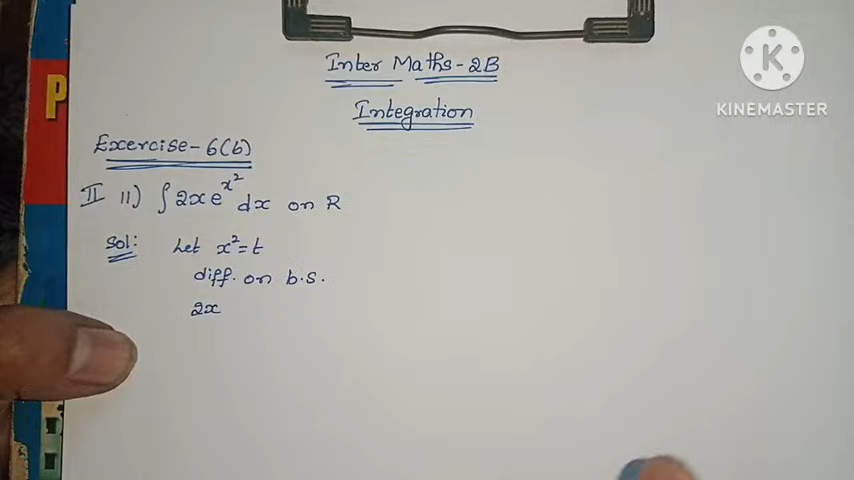 Inter Maths-2B
Integration
KINEMASTER
Exercise-6(b)
II 11) ∫2xe^x² dx on R
Sol: Let x²=t
diff. on b.s.
2x
P